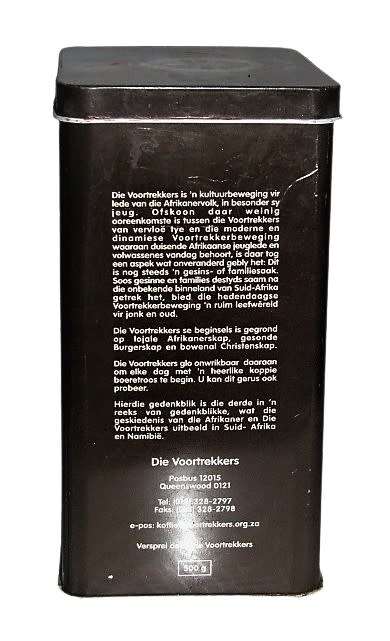 Die Voortrekkers is 'n kultuurbeweging vir
lede van die Afrikanervolk, in besonder sy
jeug. Ofskoon daar weinig
ooreenkomste is tussen die Voortrekkers
van vervloë tye en die moderne en
dinamiese Voortrekkerbeweging
waaraan duisende Afrikaanse jeuglede en
volwassenes vandag behoort, is daar tog
een aspek wat onveranderd gebly het: Dit
is nog steeds 'n gesins- of familiesaak.
Soos gesinne en families destyds saam na
die onbekende binneland van Suid-Afrika
getrek het, bied die hedendaagse
Voortrekkerbeweging 'n ruim leefwêreld
vir jonk en oud.
Die Voortrekkers se beginsels is gegrond
op lojale Afrikanerskap, gesonde
Burgerskap en bowenal Christenskap.
Die Voortrekkers glo onwrikbaar daaraan
om elke dag met 'n heerlike koppie
boeretroos te begin. U kan dit gerus ook
probeer.
Hierdie gedenkblik is die derde in 'n
reeks van gedenkblikke, wat die
geskiedenis van die Afrikaner en Die
Voortrekkers uitbeeld in Suid- Afrika
en Namibië.
Die Voortrekkers
Posbus 12015
Queenswood 0121
Tel: 328-2797
Faks: 328-2798
e-pos:
Versprei Voortrekkers
500 g